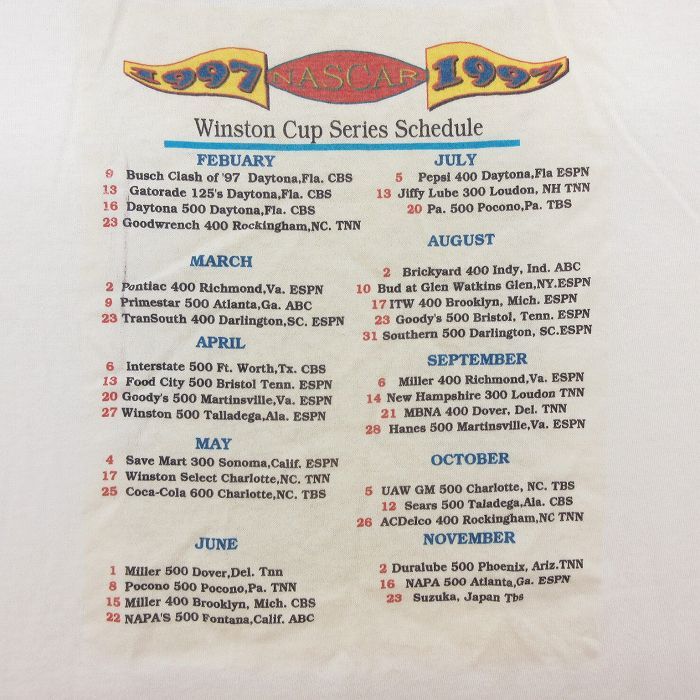 1997 NASCAR 1997
Winston Cup Series Schedule
FEBUARY
9 Busch Clash of '97 Daytona,Fla. CBS
13 Gatorade 125's Daytona,Fla. CBS
16 Daytona 500 Daytona,Fla. CBS
23 Goodwrench 400 Rockingham,NC. TNN
MARCH
2 Pontiac 400 Richmond,Va. ESPN
9 Primestar 500 Atlanta,Ga. ABC
23 TranSouth 400 Darlington,SC. ESPN
APRIL
6 Interstate 500 Ft. Worth,Tx. CBS
13 Food City 500 Bristol Tenn. ESPN
20 Goody's 500 Martinsville,Va. ESPN
27 Winston 500 Talladega,Ala. ESPN
MAY
4 Save Mart 300 Sonoma,Calif. ESPN
17 Winston Select Charlotte,NC. TNN
25 Coca-Cola 600 Charlotte,NC. TBS
JUNE
1 Miller 500 Dover,Del. Tnn
8 Pocono 500 Pocono,Pa. TNN
15 Miller 400 Brooklyn, Mich. CBS
22 NAPA'S 500 Fontana,Calif. ABC
JULY
5 Pepsi 400 Daytona,Fla ESPN
13 Jiffy Lube 300 Loudon, NH TNN
20 Pa. 500 Pocono,Pa. TBS
AUGUST
2 Brickyard 400 Indy, Ind. ABC
10 Bud at Glen Watkins Glen,NY.ESPN
17 ITW 400 Brooklyn, Mich. ESPN
23 Goody's 500 Bristol, Tenn. ESPN
31 Southern 500 Darlington, SC.ESPN
SEPTEMBER
6 Miller 400 Richmond,Va. ESPN
14 New Hampshire 300 Loudon TNN
21 MBNA 400 Dover, Del. TNN
28 Hanes 500 Martinsville,Va. ESPN
OCTOBER
5 UAW GM 500 Charlotte, NC. TBS
12 Sears 500 Taladega,Ala. CBS
26 ACDelco 400 Rockingham,NC TNN
NOVEMBER
2 Duralube 500 Phoenix, Ariz.TNN
16 NAPA 500 Atlanta,Ga. ESPN
23 Suzuka, Japan Tbs